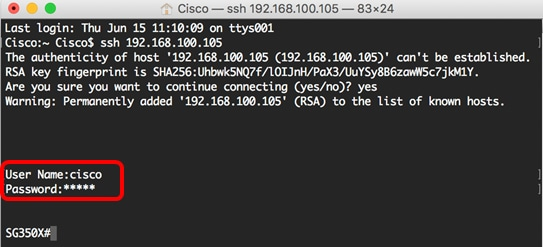 Cisco — ssh 192.168.100.105 — 83×24
Last login: Thu Jun 15 11:10:09 on ttys001
[Cisco:~ Cisco$ ssh 192.168.100.105 ]
The authenticity of host '192.168.100.105 (192.168.100.105)' can't be established.
RSA key fingerprint is SHA256:Uhbwk5NQ7f/lOIJnH/PaX3/UuYSy8B6zawW5c7jkM1Y.
[Are you sure you want to continue connecting (yes/no)? yes ]
Warning: Permanently added '192.168.100.105' (RSA) to the list of known hosts.
User Name:cisco ]
Password:***** ]
SG350X#